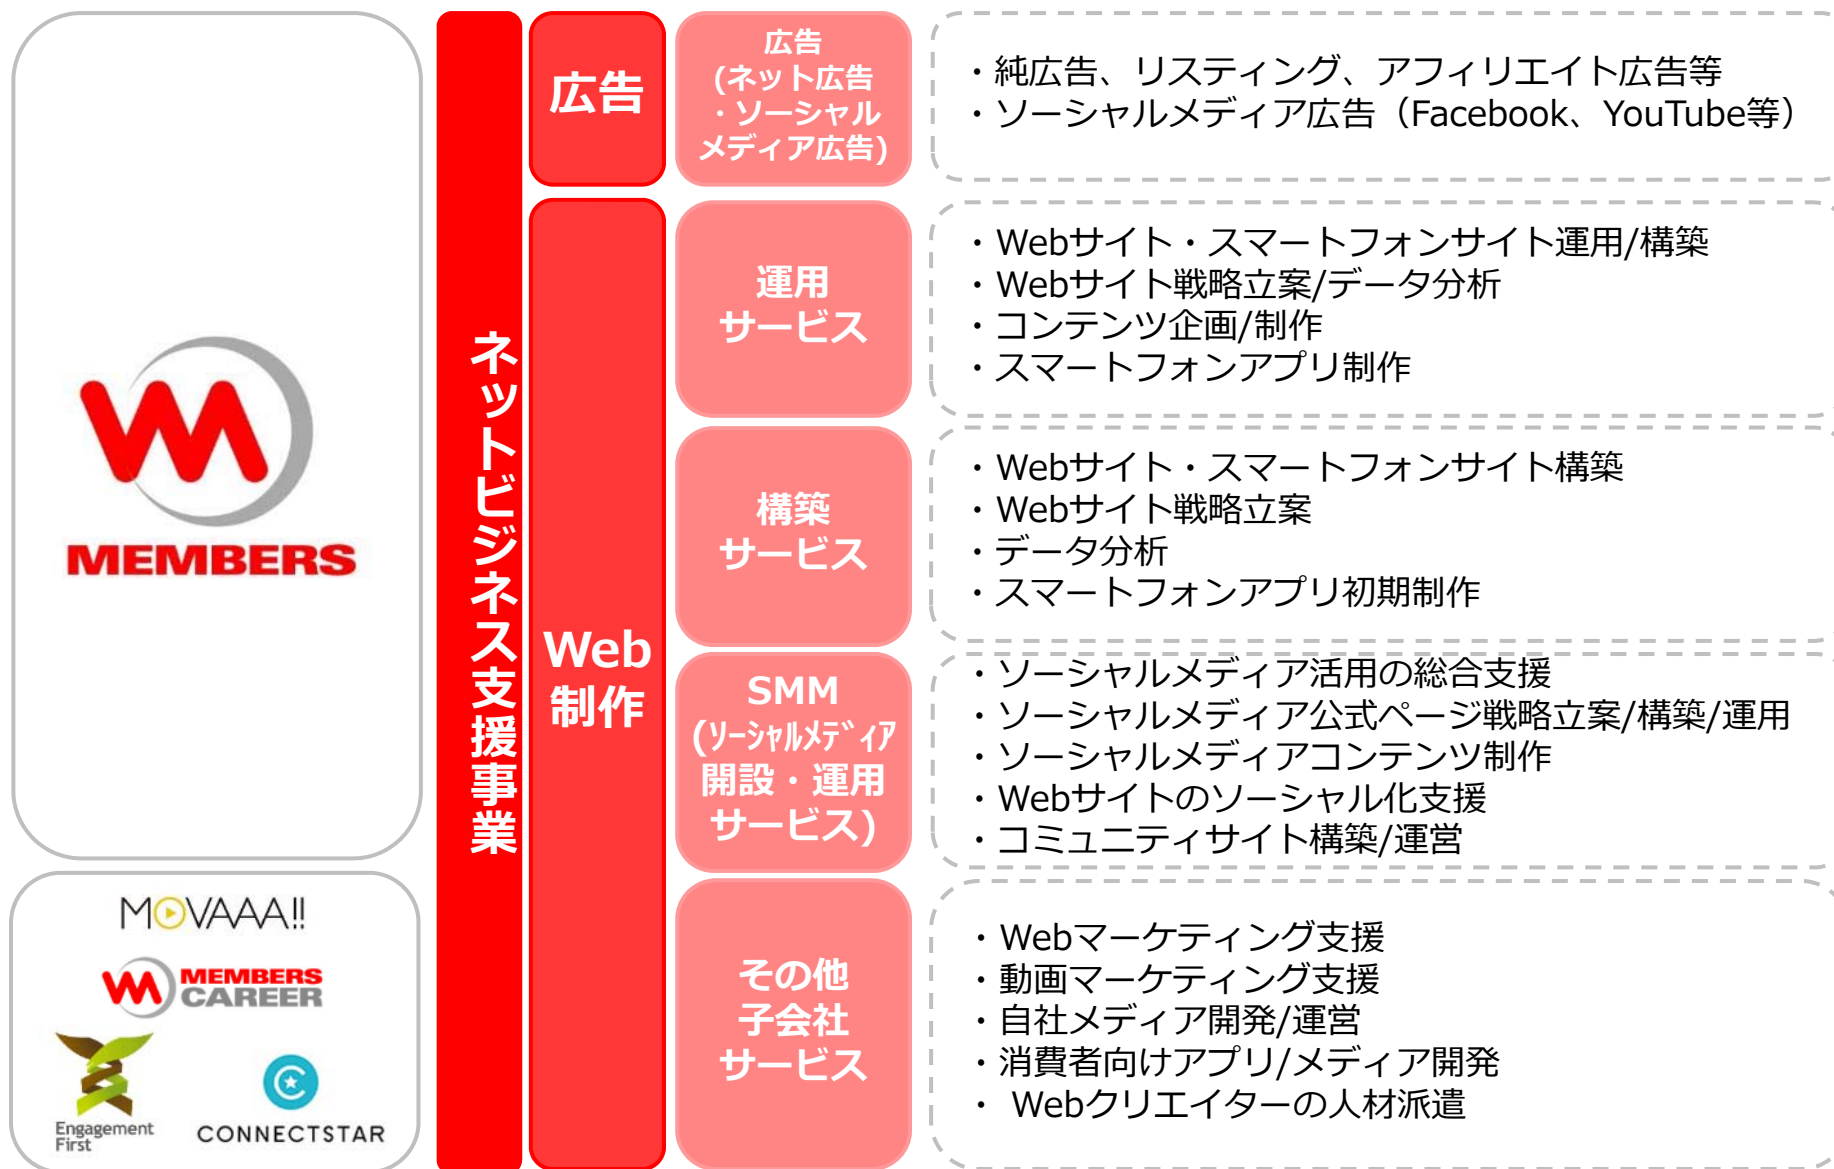 MEMBERS
MOVAAA!!
MEMBERS
CAREER
Engagement
First
CONNECTSTAR
ネットビジネス支援事業
広告
広告
(ネット広告
・ソーシャル
メディア広告)
・純広告、リスティング、アフィリエイト広告等
・ソーシャルメディア広告（Facebook、YouTube等）
Web
制作
運用
サービス
・Webサイト・スマートフォンサイト運用/構築
・Webサイト戦略立案/データ分析
・コンテンツ企画/制作
・スマートフォンアプリ制作
構築
サービス
・Webサイト・スマートフォンサイト構築
・Webサイト戦略立案
・データ分析
・スマートフォンアプリ初期制作
SMM
(ｿｰｼｬﾙﾒﾃﾞｨｱ
開設・運用
サービス)
・ソーシャルメディア活用の総合支援
・ソーシャルメディア公式ページ戦略立案/構築/運用
・ソーシャルメディアコンテンツ制作
・Webサイトのソーシャル化支援
・コミュニティサイト構築/運営
その他
子会社
サービス
・Webマーケティング支援
・動画マーケティング支援
・自社メディア開発/運営
・消費者向けアプリ/メディア開発
・ Webクリエイターの人材派遣